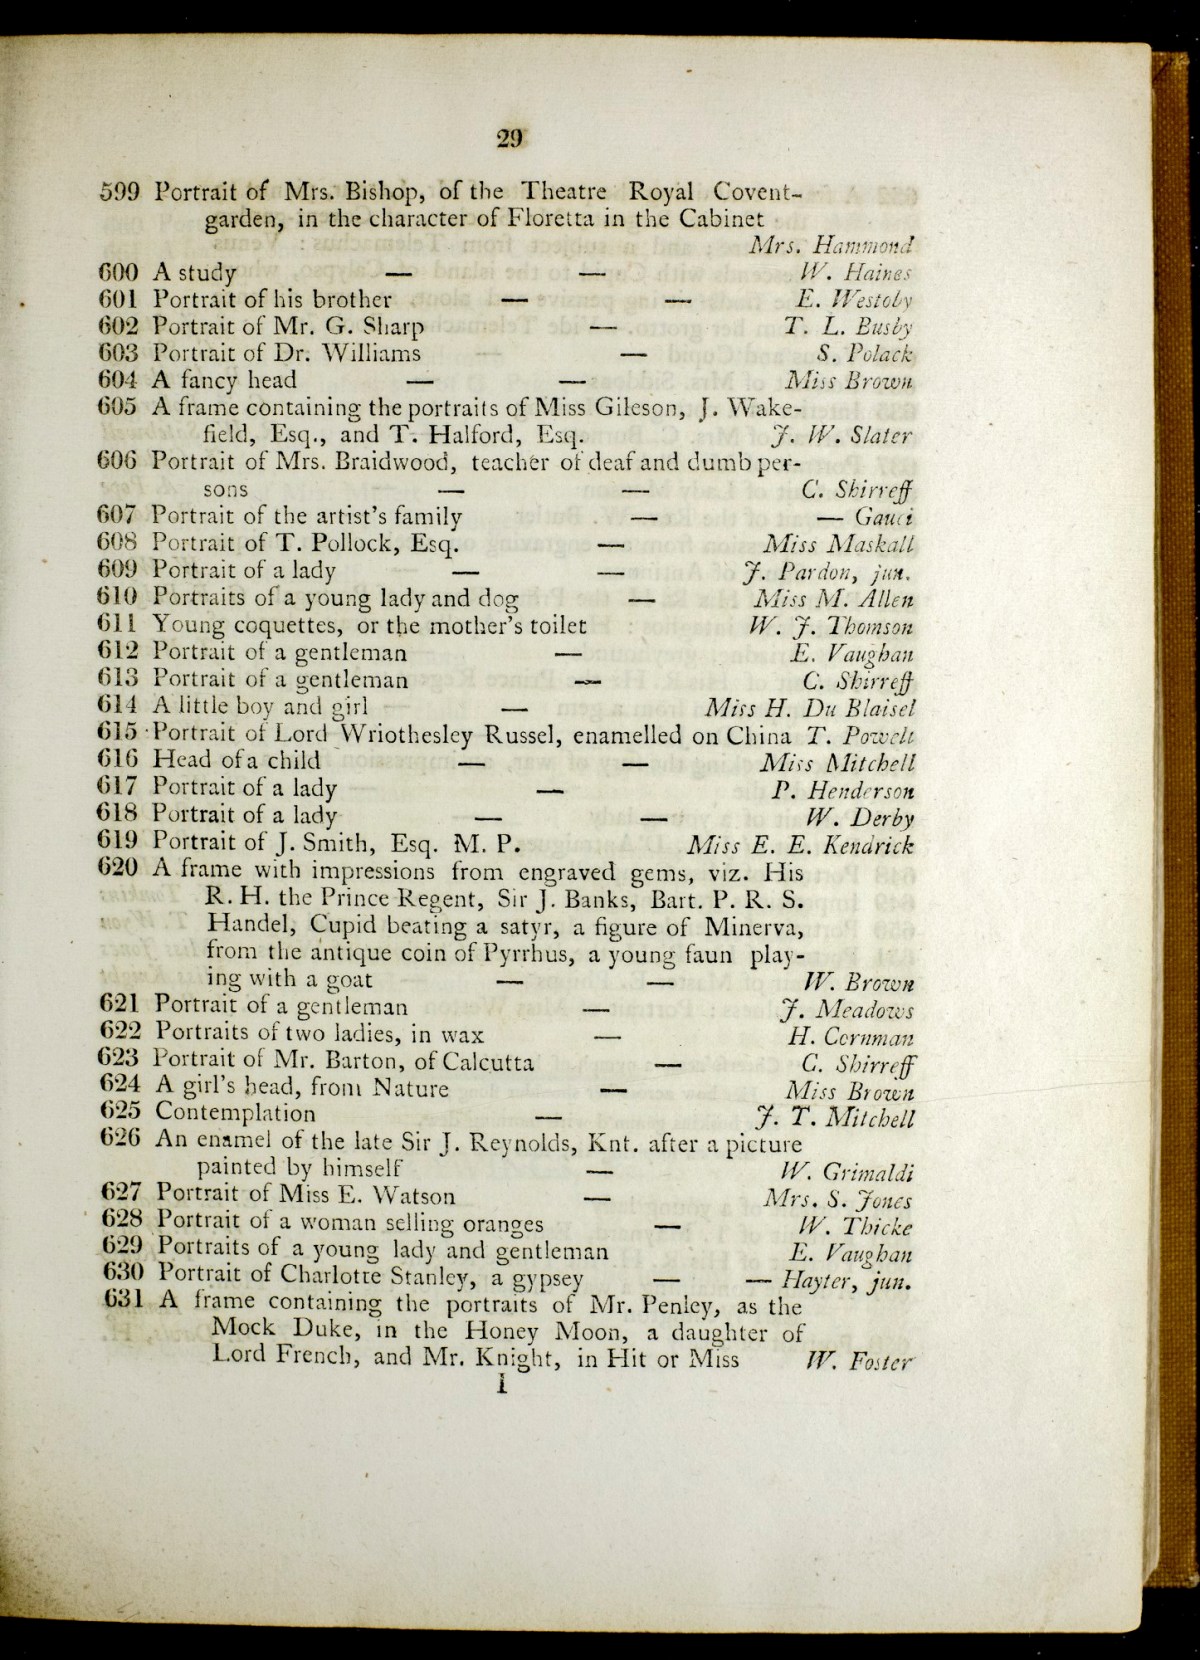 29
599 Portrait of Mrs. Bishop, of the Theatre Royal Covent-
garden, in the character of Floretta in the Cabinet
Mrs. Hammond
600 A study — — W. Haines
601 Portrait of his brother — — E. Westoby
602 Portrait of Mr. G. Sharp — T. L. Busby
603 Portrait of Dr. Williams — S. Polack
604 A fancy head — — Miss Brown
605 A frame containing the portraits of Miss Gileson, J. Wake-
field, Esq., and T. Halford, Esq. J. W. Slater
606 Portrait of Mrs. Braidwood, teacher of deaf and dumb per-
sons — — C. Shirreff
607 Portrait of the artist's family — — Gauci
608 Portrait of T. Pollock, Esq. — Miss Maskall
609 Portrait of a lady — — J. Pardon, jun.
610 Portraits of a young lady and dog — Miss M. Allen
611 Young coquettes, or the mother's toilet W. J. Thomson
612 Portrait of a gentleman — E. Vaughan
613 Portrait of a gentleman — C. Shirreff
614 A little boy and girl — Miss H. Du Blaisel
615 Portrait of Lord Wriothesley Russel, enamelled on China T. Powell
616 Head of a child — — Miss Mitchell
617 Portrait of a lady — P. Henderson
618 Portrait of a lady — — W. Derby
619 Portrait of J. Smith, Esq. M. P. Miss E. E. Kendrick
620 A frame with impressions from engraved gems, viz. His
R. H. the Prince Regent, Sir J. Banks, Bart. P. R. S.
Handel, Cupid beating a satyr, a figure of Minerva,
from the antique coin of Pyrrhus, a young faun play-
ing with a goat — — W. Brown
621 Portrait of a gentleman — J. Meadows
622 Portraits of two ladies, in wax — H. Cornman
623 Portrait of Mr. Barton, of Calcutta — C. Shirreff
624 A girl's head, from Nature — Miss Brown
625 Contemplation — J. T. Mitchell
626 An enamel of the late Sir J. Reynolds, Knt. after a picture
painted by himself — W. Grimaldi
627 Portrait of Miss E. Watson — Mrs. S. Jones
628 Portrait of a woman selling oranges — W. Thicke
629 Portraits of a young lady and gentleman E. Vaughan
630 Portrait of Charlotte Stanley, a gypsey — — Hayter, jun.
631 A frame containing the portraits of Mr. Penley, as the
Mock Duke, in the Honey Moon, a daughter of
Lord French, and Mr. Knight, in Hit or Miss W. Foster
I